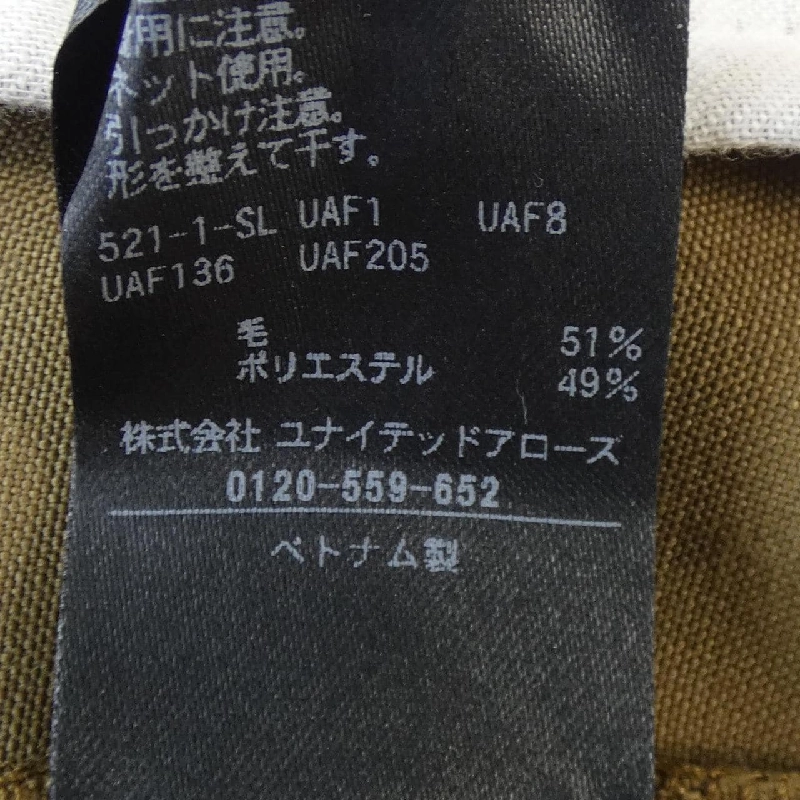 用に注意。
ネット使用。
引っかけ注意。
形を整えて干す。
521-1-SL UAF1 UAF8
UAF136 UAF205
毛 51%
ポリエステル 49%
株式会社 ユナイテッドアローズ
0120-559-652
ベトナム製